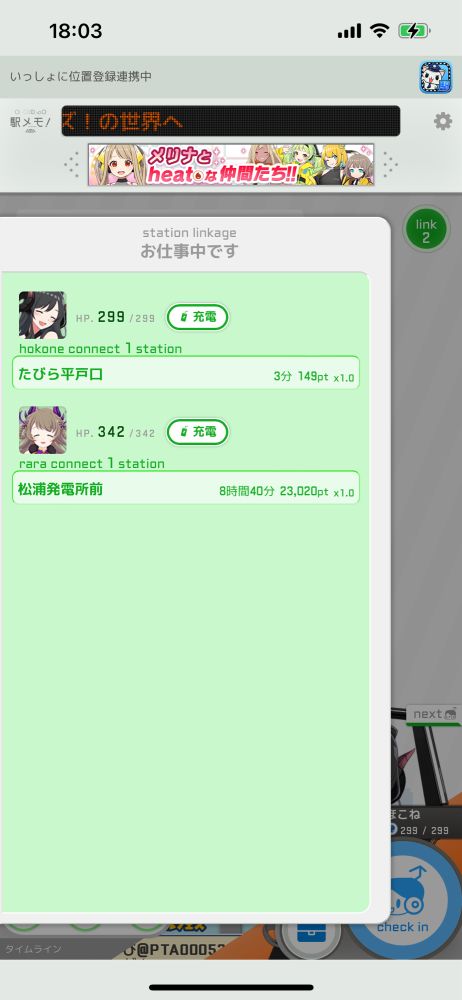 18:03
いっしょに位置登録連携中
駅メモ!
ズ！の世界へ
メリナと
heatな仲間たち!!
station linkage
お仕事中です
link
2
HP. 299 /299
充電
hokone connect 1 station
たびら平戸口
3分 149pt x1.0
HP. 342 /342
充電
rara connect 1 station
松浦発電所前
8時間40分 23,020pt x1.0
next
ほこね
299 / 299
check in
タイムライン
@PTA0005